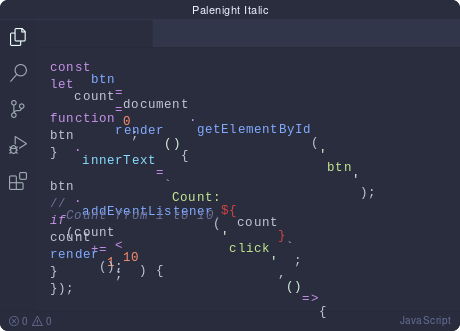 Palenight Italic
const btn = document.getElementById('btn');
let count = 0;
function render() {
btn.innerText = `Count: ${count}`;
}
btn.addEventListener('click', () => {
// Count from 1 to 10
if (count < 10) {
count += 1;
render();
}
});
0 0 JavaScript